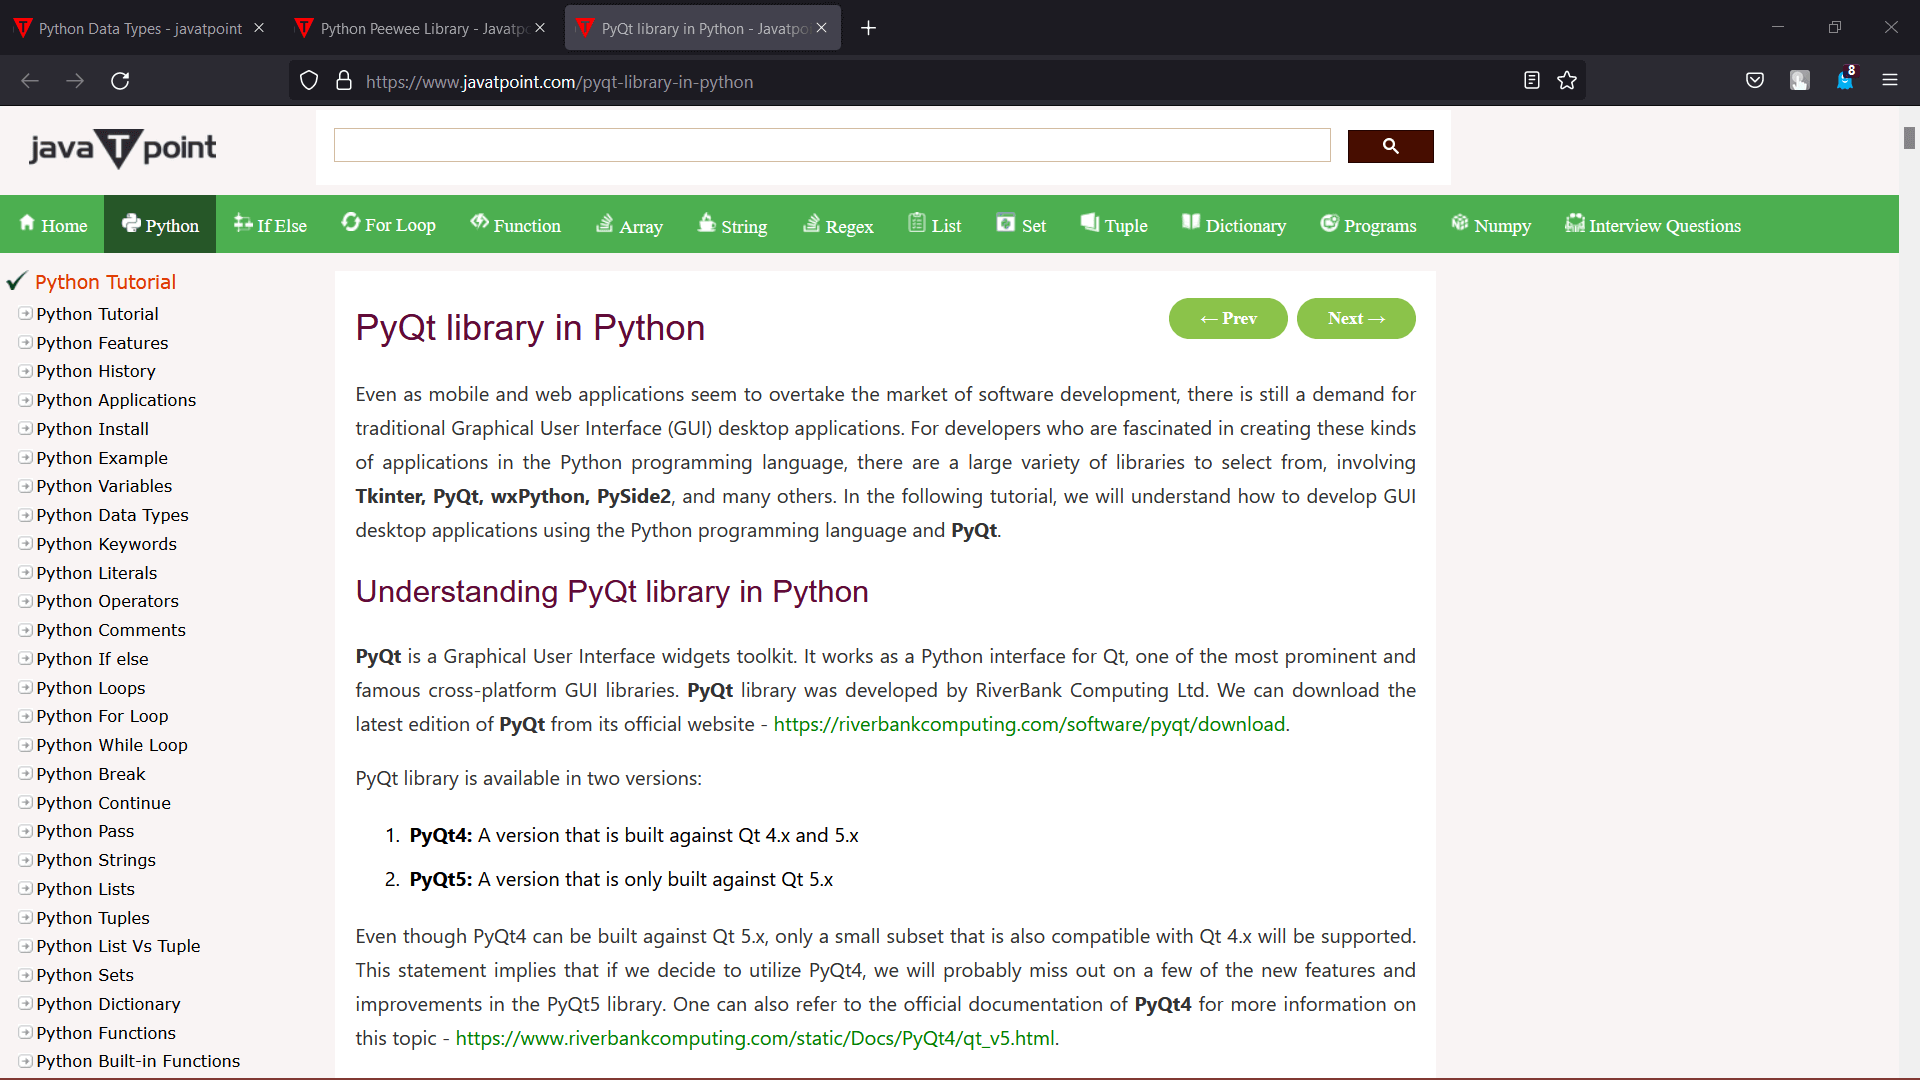 Python Data Types - javatpoint
Python Peewee Library - Javatpo
PyQt library in Python - Javatpoi
8
https://www.javatpoint.com/pyqt-library-in-python
java T point
Home Python If Else For Loop Function Array String Regex List Set Tuple Dictionary Programs Numpy Interview Questions
Python Tutorial
Python Tutorial
Python Features
Python History
Python Applications
Python Install
Python Example
Python Variables
Python Data Types
Python Keywords
Python Literals
Python Operators
Python Comments
Python If else
Python Loops
Python For Loop
Python While Loop
Python Break
Python Continue
Python Pass
Python Strings
Python Lists
Python Tuples
Python List Vs Tuple
Python Sets
Python Dictionary
Python Functions
Python Built-in Functions
PyQt library in Python
← Prev
Next →
Even as mobile and web applications seem to overtake the market of software development, there is still a demand for
traditional Graphical User Interface (GUI) desktop applications. For developers who are fascinated in creating these kinds
of applications in the Python programming language, there are a large variety of libraries to select from, involving
Tkinter, PyQt, wxPython, PySide2, and many others. In the following tutorial, we will understand how to develop GUI
desktop applications using the Python programming language and PyQt.
Understanding PyQt library in Python
PyQt is a Graphical User Interface widgets toolkit. It works as a Python interface for Qt, one of the most prominent and
famous cross-platform GUI libraries. PyQt library was developed by RiverBank Computing Ltd. We can download the
latest edition of PyQt from its official website - https://riverbankcomputing.com/software/pyqt/download.
PyQt library is available in two versions:
1. PyQt4: A version that is built against Qt 4.x and 5.x
2. PyQt5: A version that is only built against Qt 5.x
Even though PyQt4 can be built against Qt 5.x, only a small subset that is also compatible with Qt 4.x will be supported.
This statement implies that if we decide to utilize PyQt4, we will probably miss out on a few of the new features and
improvements in the PyQt5 library. One can also refer to the official documentation of PyQt4 for more information on
this topic - https://www.riverbankcomputing.com/static/Docs/PyQt4/qt_v5.html.